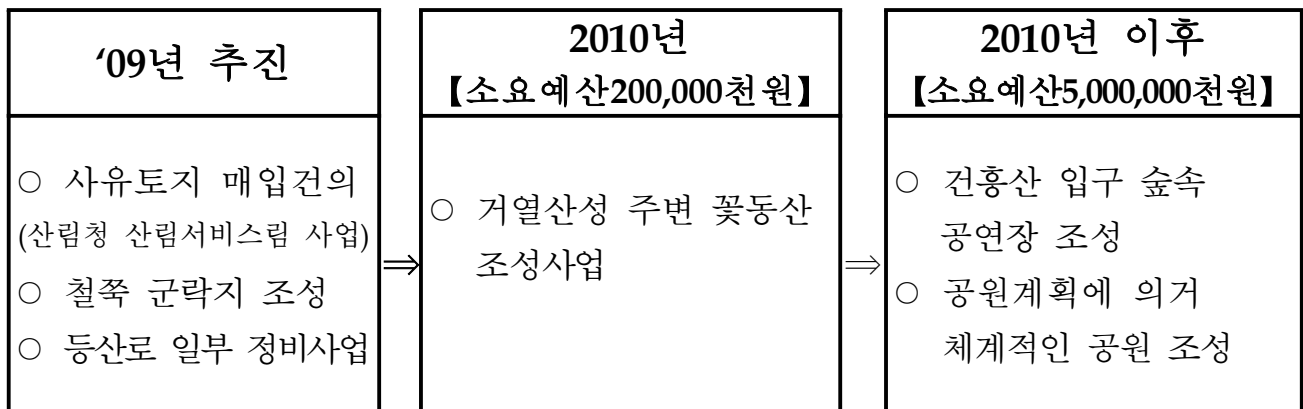 ‘09년 추진
○ 사유토지 매입건의
(산림청 산림서비스림 사업)
○ 철쭉 군락지 조성
○ 등산로 일부 정비사업
⇒
2010년
【소요예산200,000천원】
○ 거열산성 주변 꽃동산
조성사업
⇒
2010년 이후
【소요예산5,000,000천원】
○ 건흥산 입구 숲속
공연장 조성
○ 공원계획에 의거
체계적인 공원 조성